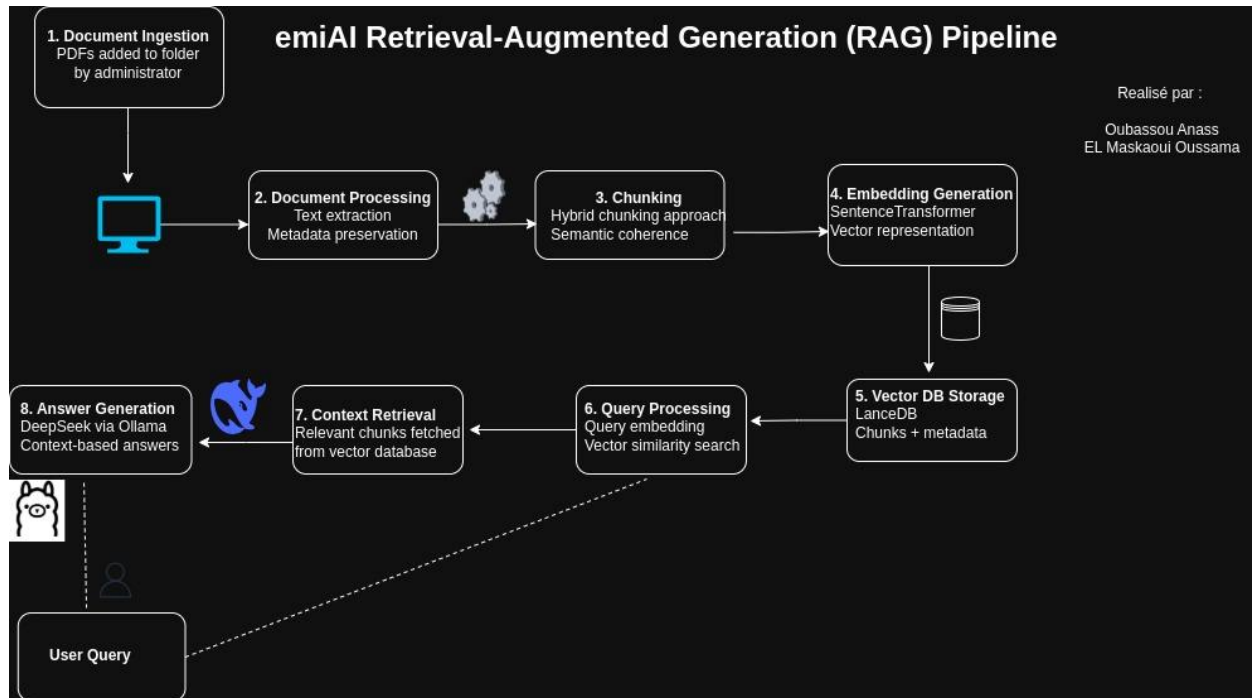 emiAI Retrieval-Augmented Generation (RAG) Pipeline
Realisé par :
Oubassou Anass
EL Maskaoui Oussama
1. Document Ingestion
PDFs added to folder
by administrator
2. Document Processing
Text extraction
Metadata preservation
3. Chunking
Hybrid chunking approach
Semantic coherence
4. Embedding Generation
SentenceTransformer
Vector representation
5. Vector DB Storage
LanceDB
Chunks + metadata
6. Query Processing
Query embedding
Vector similarity search
7. Context Retrieval
Relevant chunks fetched
from vector database
8. Answer Generation
DeepSeek via Ollama
Context-based answers
User Query